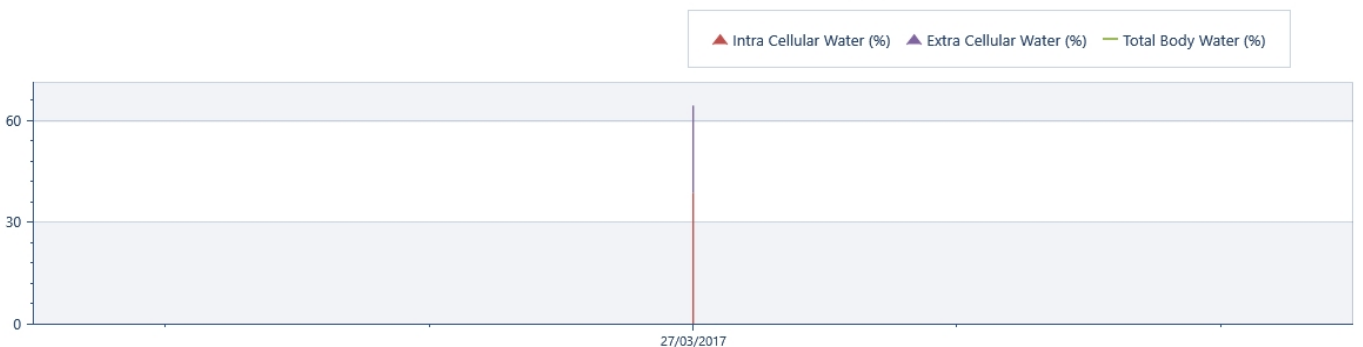 Intra Cellular Water (%) Extra Cellular Water (%) Total Body Water (%)
60
30
0
27/03/2017